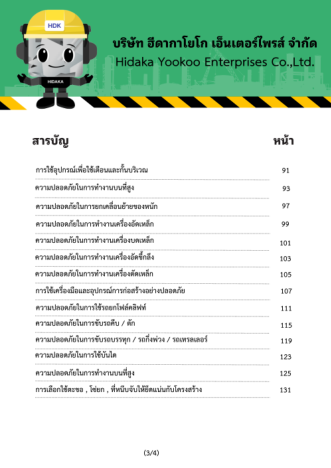 HDK
HIDAKA
บริษัท ฮีดากาโยโก เอ็นเตอร์ไพรส์ จำกัด
Hidaka Yookoo Enterprises Co.,Ltd.
สารบัญ หน้า
การใช้อุปกรณ์เพื่อใช้เตือนและกั้นบริเวณ 91
ความปลอดภัยในการทำงานบนที่สูง 93
ความปลอดภัยในการยกเคลื่อนย้ายของหนัก 97
ความปลอดภัยในการทำงานเครื่องอัดเหล็ก 99
ความปลอดภัยในการทำงานเครื่องบดเหล็ก 101
ความปลอดภัยในการทำงานเครื่องอัดขี้กลึง 103
ความปลอดภัยในการทำงานเครื่องตัดเหล็ก 105
การใช้เครื่องมือและอุปกรณ์การก่อสร้างอย่างปลอดภัย 107
ความปลอดภัยในการใช้รถยกโฟล์คลิฟท์ 111
ความปลอดภัยในการขับรถคีบ / ตัก 115
ความปลอดภัยในการขับรถบรรทุก / รถกึ่งพ่วง / รถเทรลเลอร์ 119
ความปลอดภัยในการใช้บันได 123
ความปลอดภัยในการทำงานบนที่สูง 125
การเลือกใช้ตะขอ , โซ่ยก , ที่หนีบจับให้ยึดแน่นกับโครงสร้าง 131
(3/4)